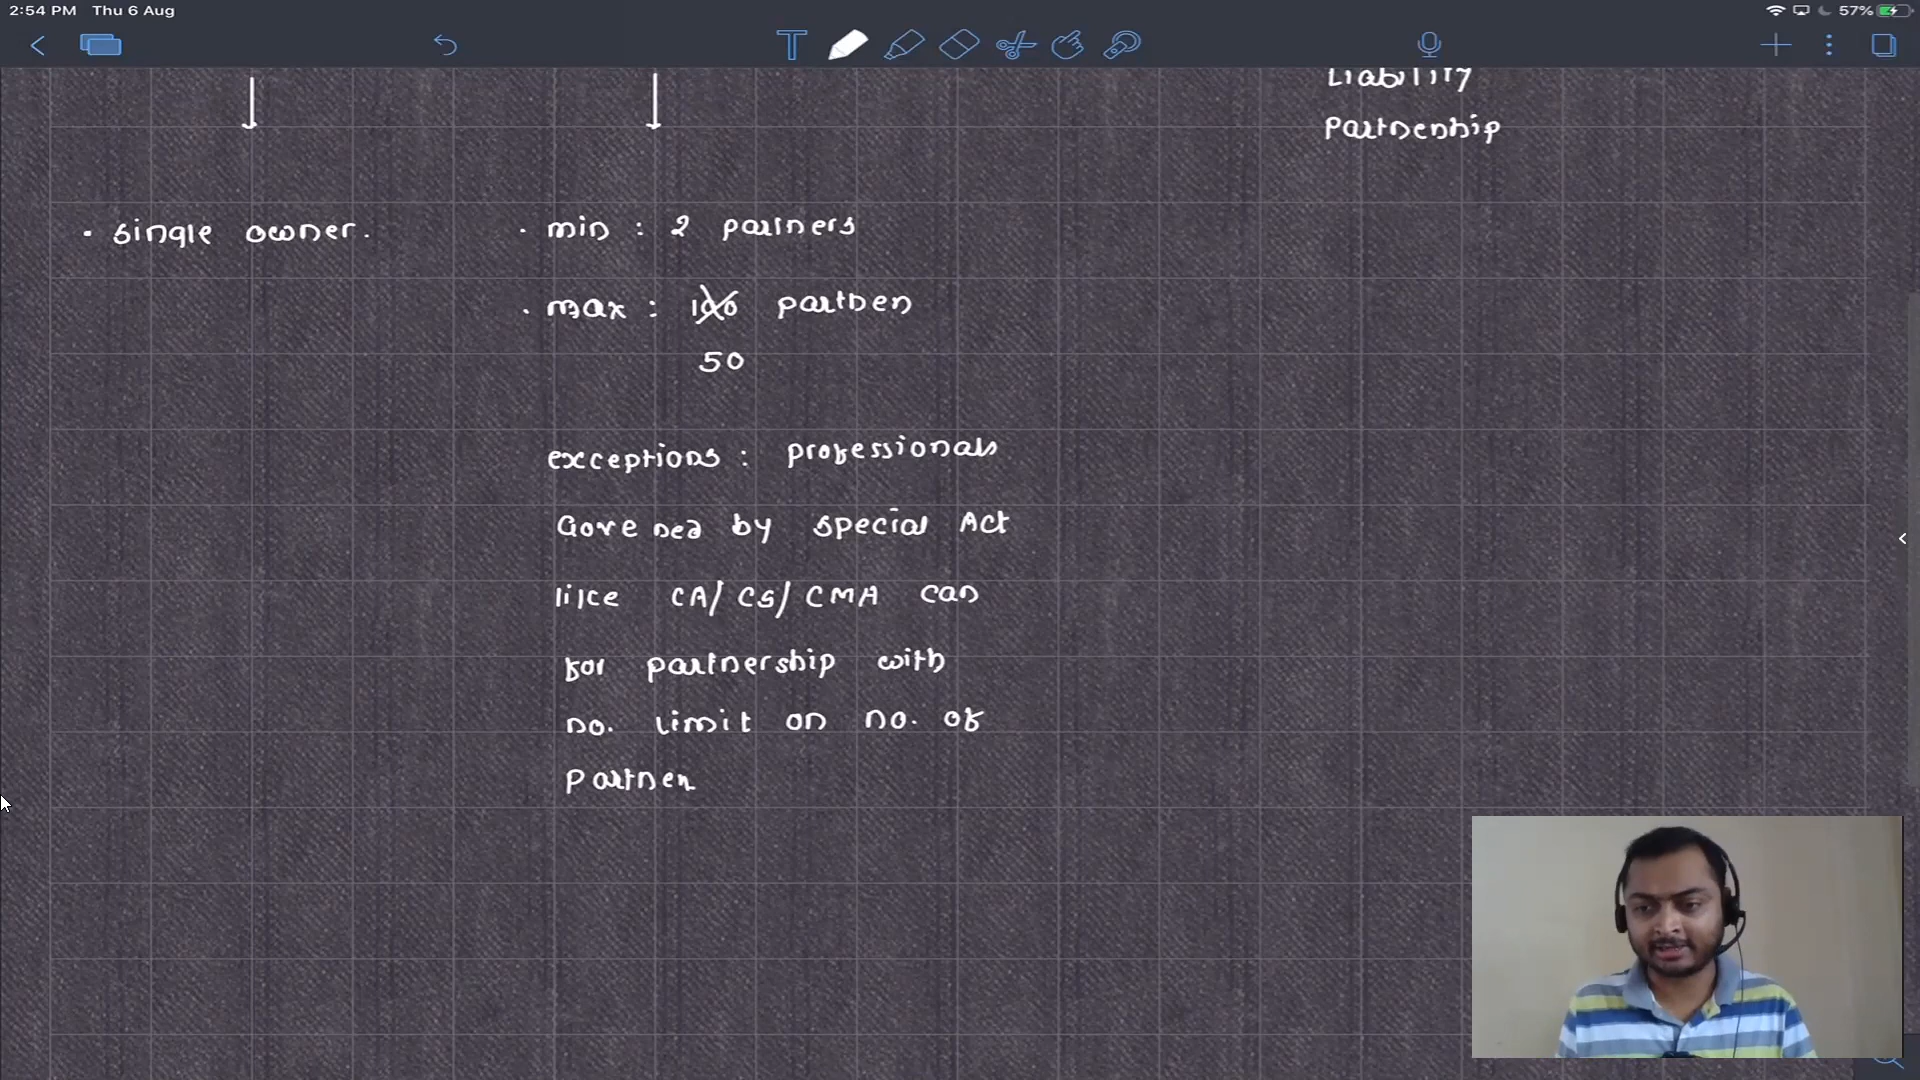 2:54 PM Thu 6 Aug
57%
T
Liability
Partnership
• single owner.
• min : 2 partners
• max : 100 partner
50
exceptions : professionals
Governed by special Act
like CA/ CS/ CMA can
for partnership with
no. limit on no. of
Partner